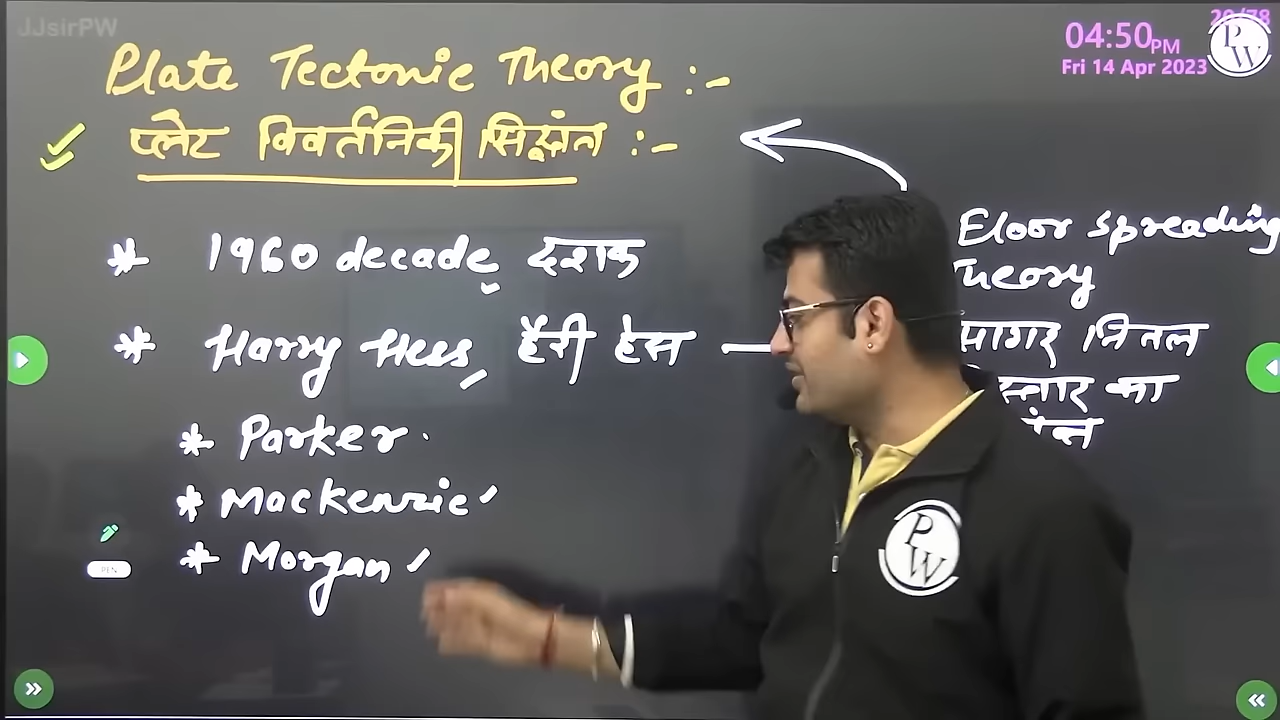 JJsirPW
04:50PM
Fri 14 Apr 2023
PW
Plate Tectonic Theory :-
प्लेट विवर्तनिकी सिद्धांत :-
* 1960 decade, दशक
* Harry Hess, हैरी हेस —
* Parker
* Mackenzie
* Morgan
Floor spreading
Theory
सागर नितल
स्तार का
PEN
PW